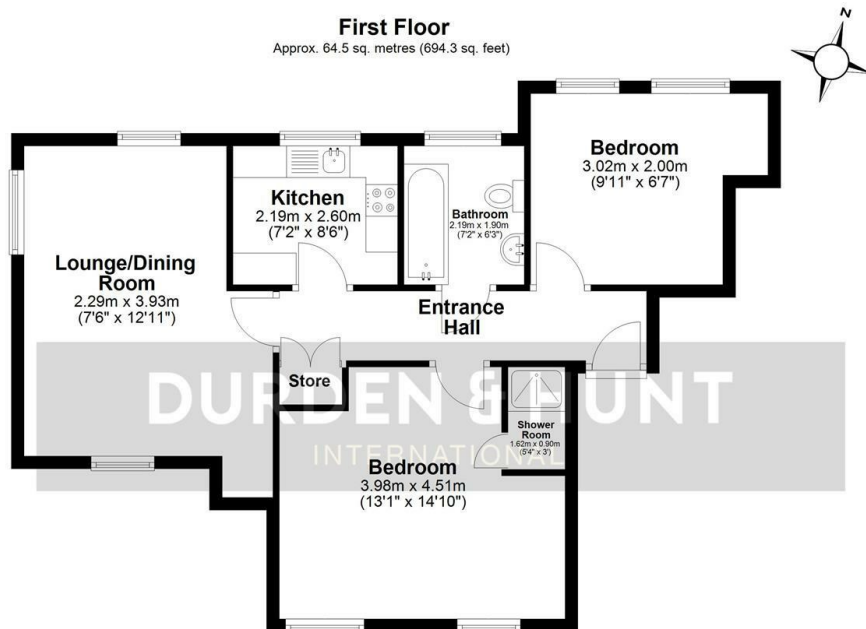 First Floor
Approx. 64.5 sq. metres (694.3 sq. feet)
N
Bedroom
3.02m x 2.00m
(9'11" x 6'7")
Kitchen
2.19m x 2.60m
(7'2" x 8'6")
Bathroom
2.19m x 1.90m
(7'2" x 6'3")
Lounge/Dining
Room
2.29m x 3.93m
(7'6" x 12'11")
Entrance
Hall
Store
DURDEN & HUNT
INTERNATIONAL
Shower
Room
1.62m x 0.90m
(5'4" x 3')
Bedroom
3.98m x 4.51m
(13'1" x 14'10")